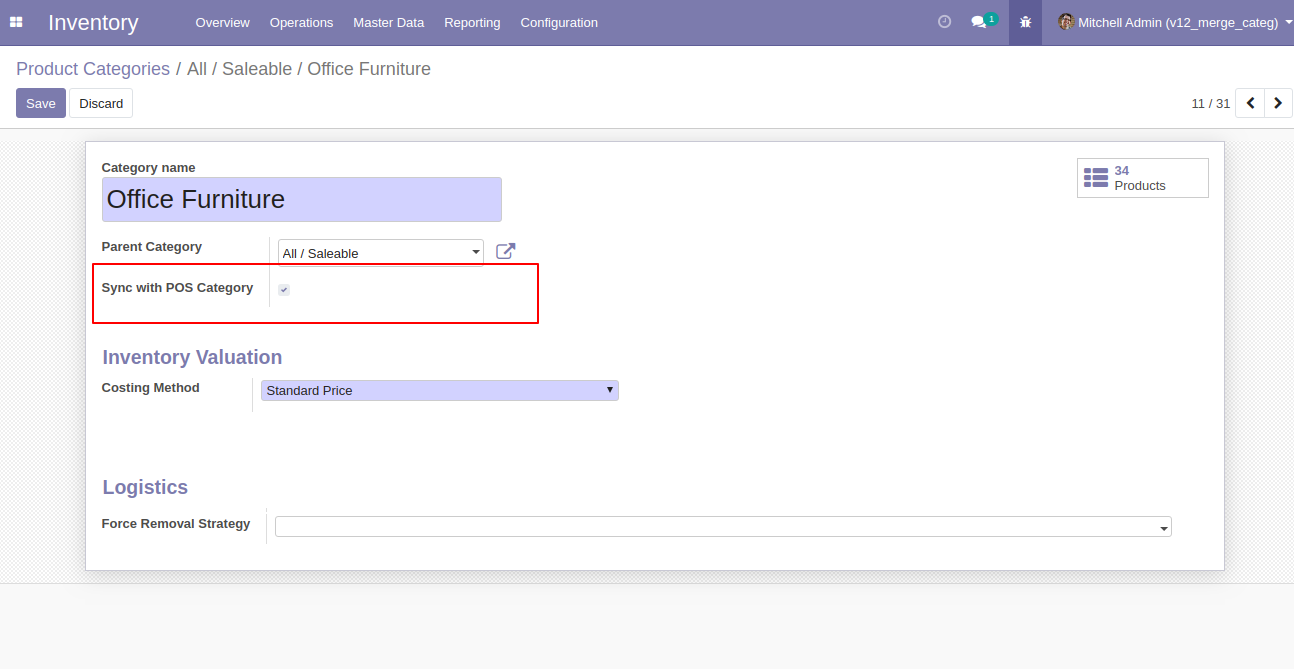 Inventory Overview Operations Master Data Reporting Configuration 1 Mitchell Admin (v12_merge_categ)
Product Categories / All / Saleable / Office Furniture
Save Discard 11 / 31
Category name
34
Products
Office Furniture
Parent Category All / Saleable
Sync with POS Category
Inventory Valuation
Costing Method Standard Price
Logistics
Force Removal Strategy